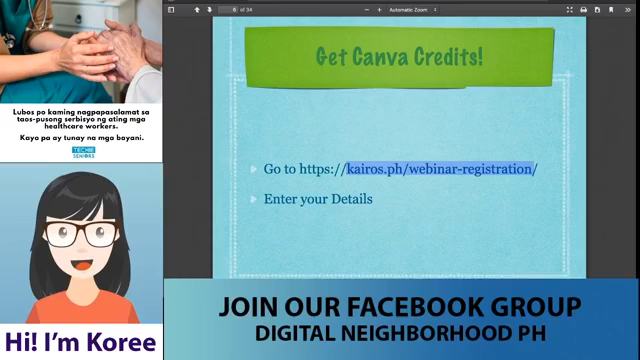 6 of 34
Automatic Zoom
Get Canva Credits!
Go to https://kairos.ph/webinar-registration/
Enter your Details
Lubos po kaming nagpapasalamat sa
taos-pusong serbisyo ng ating mga
healthcare workers.
Kayo po ay tunay na mga bayani.
TECHIE
SENIORS
Hi! I'm Koree
JOIN OUR FACEBOOK GROUP
DIGITAL NEIGHBORHOOD PH